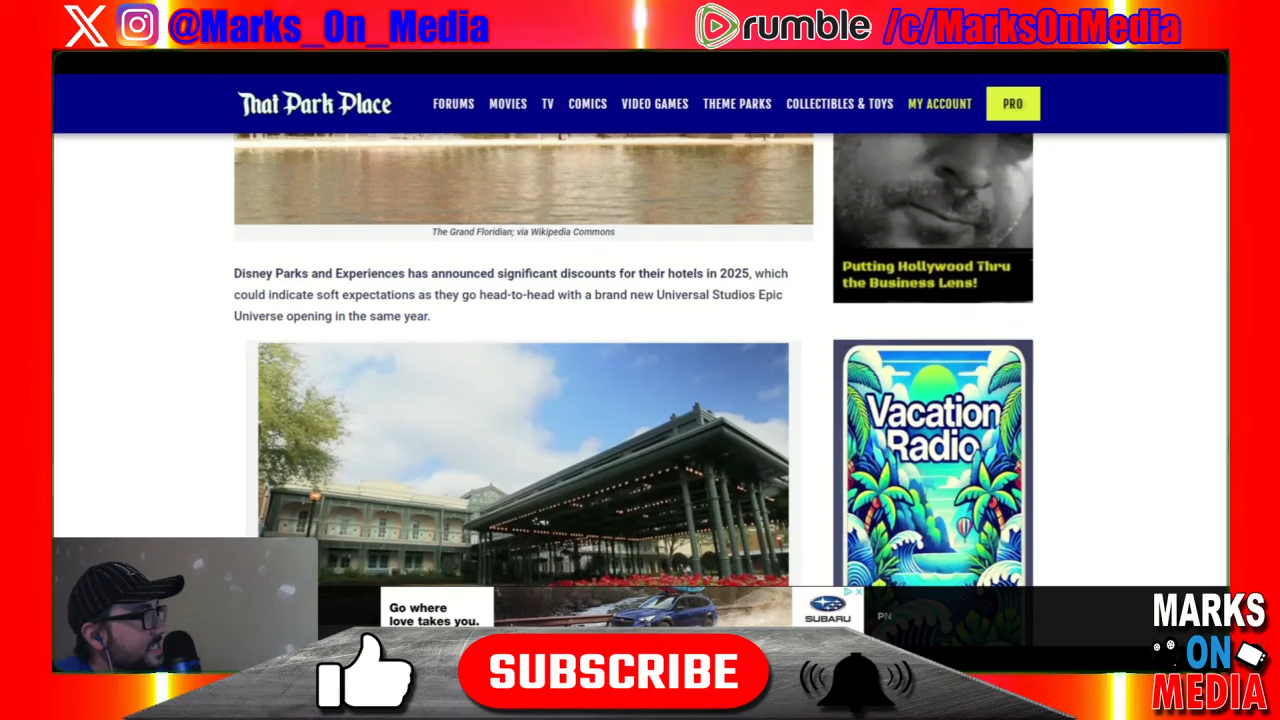 @Marks_On_Media
rumble /c/MarksOnMedia
That Park Place
FORUMS MOVIES TV COMICS VIDEO GAMES THEME PARKS COLLECTIBLES & TOYS MY ACCOUNT PRO
The Grand Floridian; via Wikipedia Commons
Disney Parks and Experiences has announced significant discounts for their hotels in 2025, which
could indicate soft expectations as they go head-to-head with a brand new Universal Studios Epic
Universe opening in the same year.
Putting Hollywood Thru
the Business Lens!
Vacation
Radio
Go where
love takes you.
SUBARU
PN
SUBSCRIBE
MARKS
ON
MEDIA